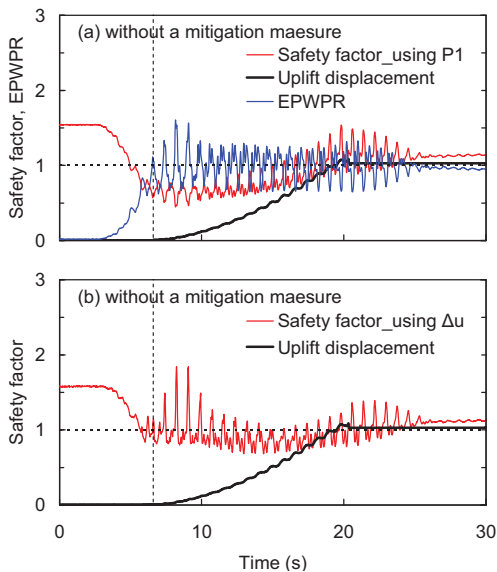 3
(a) without a mitigation maesure
Safety factor_using P1
Uplift displacement
EPWPR
2
1
0
Safety factor, EPWPR
3
(b) without a mitigation maesure
Safety factor_using Δu
Uplift displacement
2
1
0
Safety factor
0 10 20 30
Time (s)